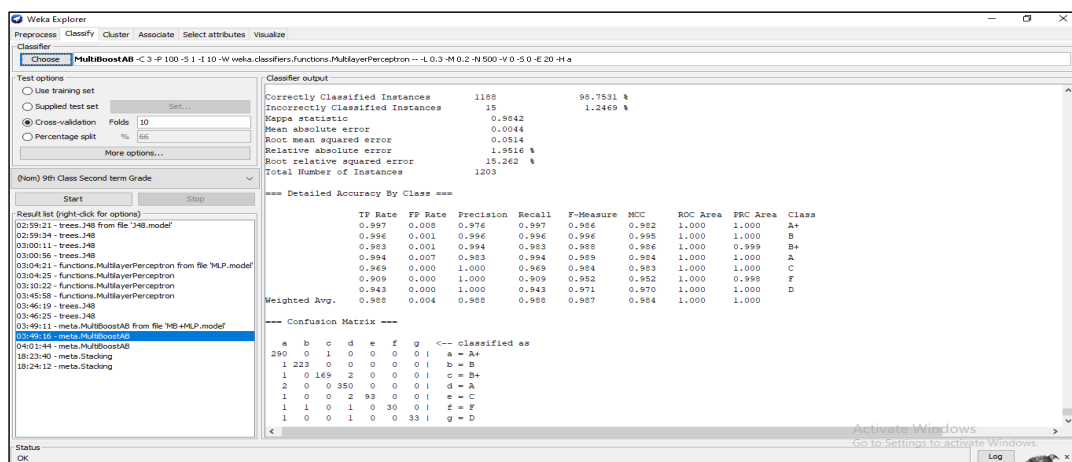 Weka Explorer
Preprocess Classify Cluster Associate Select attributes Visualize
Classifier
Choose MultiBoostAB -C 3 -P 100 -S 1 -I 10 -W weka.classifiers.functions.MultilayerPerceptron -- -L 0.3 -M 0.2 -N 500 -V 0 -S 0 -E 20 -H a
Test options
Use training set
Supplied test set Set...
Cross-validation Folds 10
Percentage split % 66
More options...
(Nom) 9th Class Second term Grade
Start Stop
Result list (right-click for options)
02:59:21 - trees.J48 from file 'J48.model'
02:59:34 - trees.J48
03:00:11 - trees.J48
03:00:56 - trees.J48
03:04:21 - functions.MultilayerPerceptron from file 'MLP.model'
03:04:25 - functions.MultilayerPerceptron
03:10:22 - functions.MultilayerPerceptron
03:45:58 - functions.MultilayerPerceptron
03:46:19 - trees.J48
03:46:25 - trees.J48
03:49:11 - meta.MultiBoostAB from file 'MB+MLP.model'
03:49:16 - meta.MultiBoostAB
04:01:44 - meta.MultiBoostAB
18:23:40 - meta.Stacking
18:24:12 - meta.Stacking
Classifier output
Correctly Classified Instances 1188 98.7531 %
Incorrectly Classified Instances 15 1.2469 %
Kappa statistic 0.9842
Mean absolute error 0.0044
Root mean squared error 0.0514
Relative absolute error 1.9516 %
Root relative squared error 15.262 %
Total Number of Instances 1203
=== Detailed Accuracy By Class ===
TP Rate FP Rate Precision Recall F-Measure MCC ROC Area PRC Area Class
0.997 0.008 0.976 0.997 0.986 0.982 1.000 1.000 A+
0.996 0.001 0.996 0.996 0.996 0.995 1.000 1.000 B
0.983 0.001 0.994 0.983 0.988 0.986 1.000 0.999 B+
0.994 0.007 0.983 0.994 0.989 0.984 1.000 1.000 A
0.969 0.000 1.000 0.969 0.984 0.983 1.000 1.000 C
0.909 0.000 1.000 0.909 0.952 0.952 1.000 0.998 F
0.943 0.000 1.000 0.943 0.971 0.970 1.000 1.000 D
Weighted Avg. 0.988 0.004 0.988 0.988 0.987 0.984 1.000 1.000
=== Confusion Matrix ===
a b c d e f g <-- classified as
290 0 1 0 0 0 0 | a = A+
1 223 0 0 0 0 0 | b = B
1 0 169 2 0 0 0 | c = B+
2 0 0 350 0 0 0 | d = A
1 0 0 2 93 0 0 | e = C
1 1 0 1 0 30 0 | f = F
1 0 0 1 0 0 33 | g = D
Activate Windows
Go to Settings to activate Windows.
Status
OK
Log
x